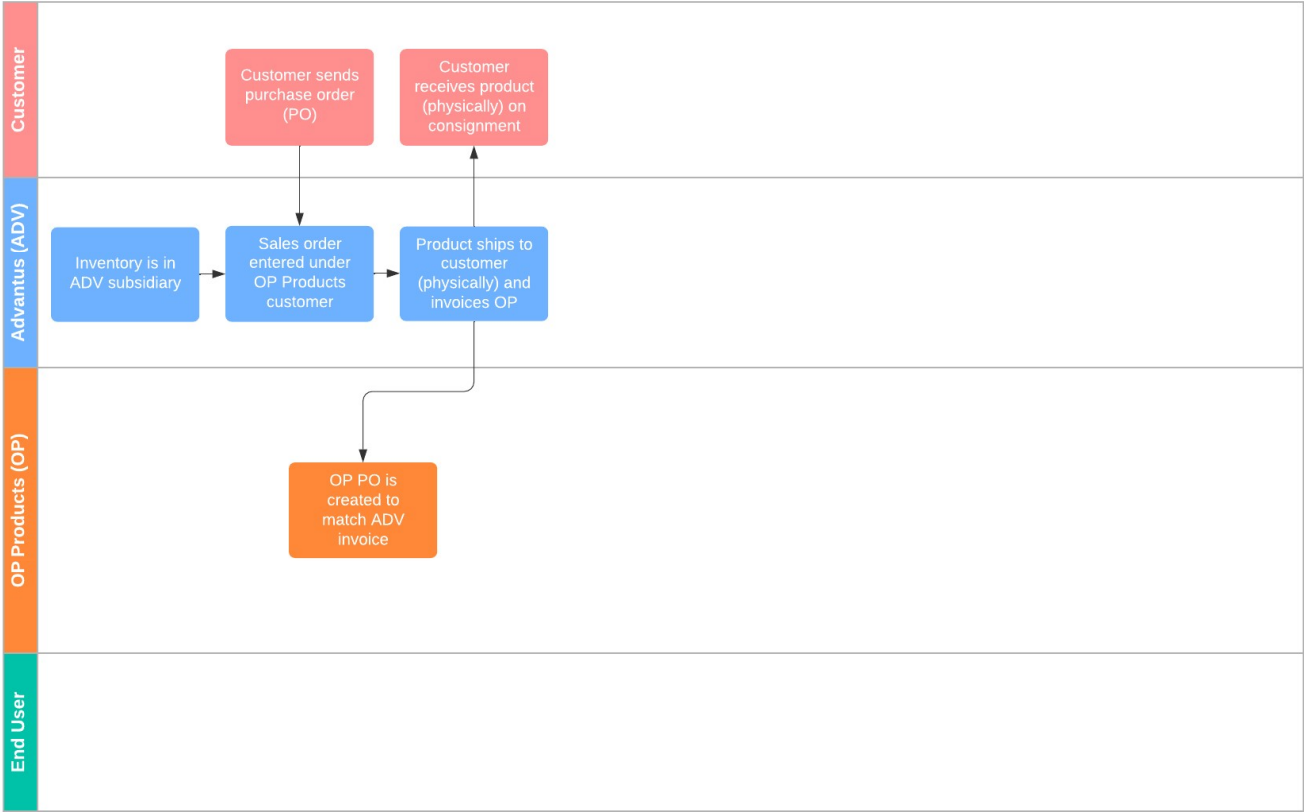 Customer
Customer sends
purchase order
(PO)
Customer
receives product
(physically) on
consignment
Advantus (ADV)
Inventory is in
ADV subsidiary
Sales order
entered under
OP Products
customer
Product ships to
customer
(physically) and
invoices OP
OP Products (OP)
OP PO is
created to
match ADV
invoice
End User